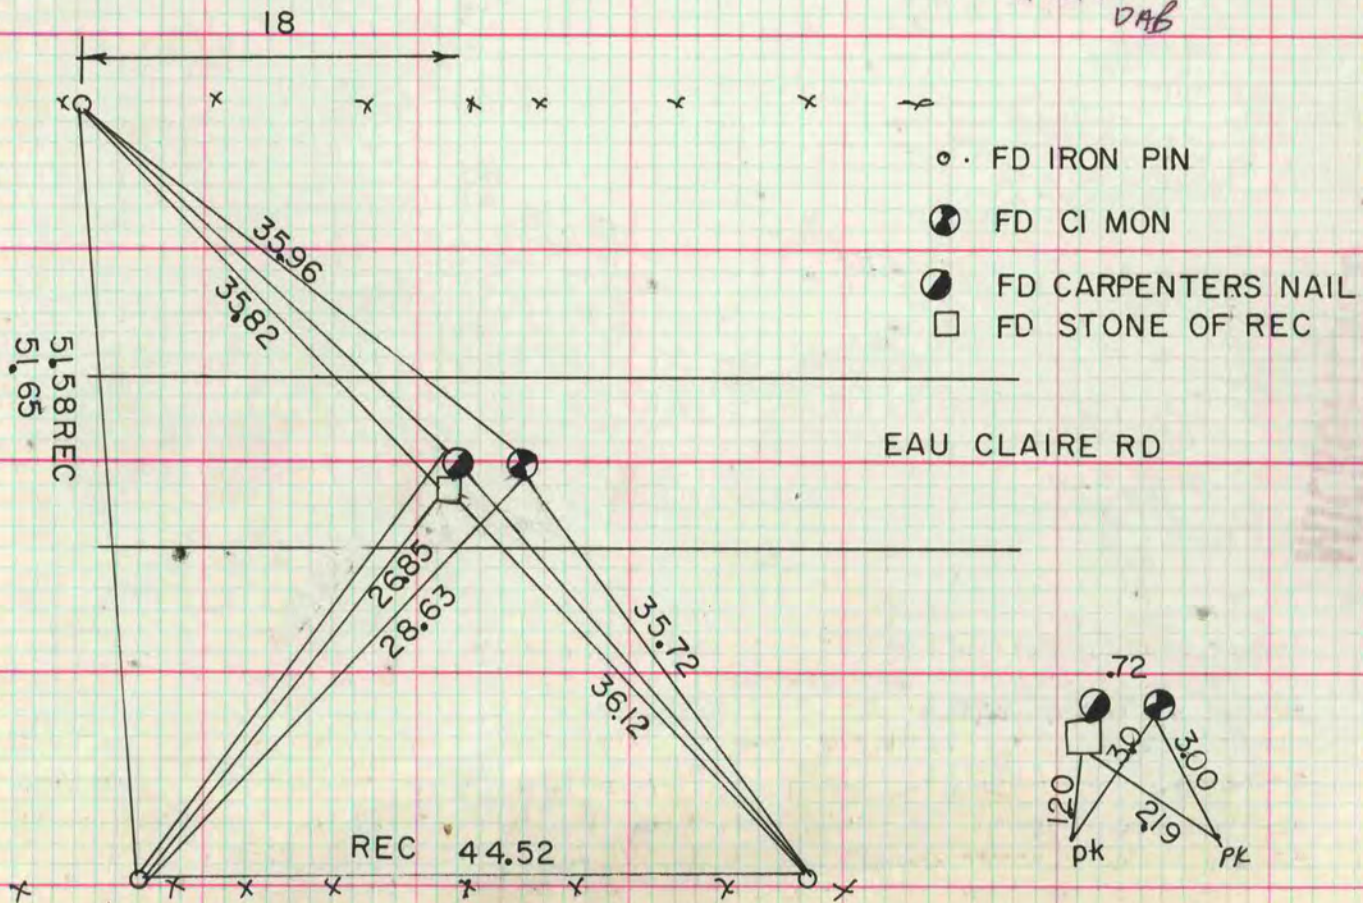 DAB
18
FD IRON PIN
FD CI MON
FD CARPENTERS NAIL
FD STONE OF REC
35.96
35.82
51.58 REC
51.65
EAU CLAIRE RD
26.85
28.63
35.72
36.12
.72
3.0
3.00
1.20
2.19
pk
PK
REC 44.52